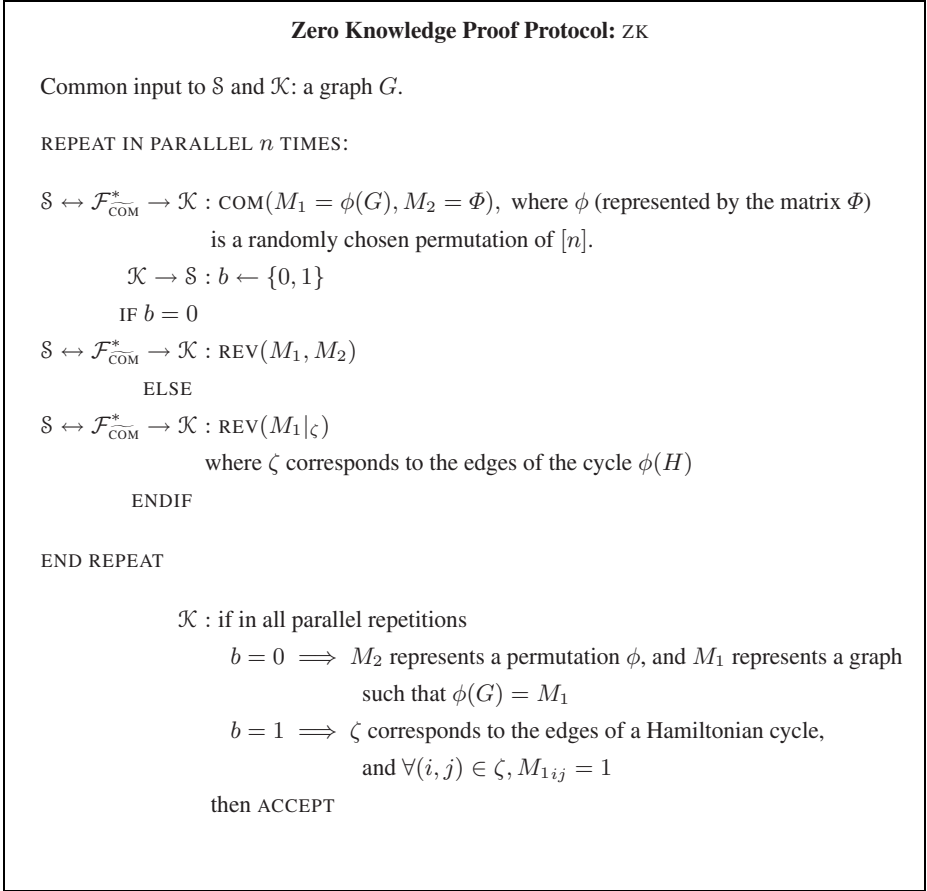 Zero Knowledge Proof Protocol: ZK
Common input to 𝒮 and 𝒦: a graph G.
REPEAT IN PARALLEL n TIMES:
𝒮 ↔ ℱ*_C͠O͠M͠ → 𝒦 : COM(M₁ = ϕ(G), M₂ = Φ), where ϕ (represented by the matrix Φ)
is a randomly chosen permutation of [n].
𝒦 → 𝒮 : b ← {0, 1}
IF b = 0
𝒮 ↔ ℱ*_C͠O͠M͠ → 𝒦 : REV(M₁, M₂)
ELSE
𝒮 ↔ ℱ*_C͠O͠M͠ → 𝒦 : REV(M₁|_ζ)
where ζ corresponds to the edges of the cycle ϕ(H)
ENDIF
END REPEAT
𝒦 : if in all parallel repetitions
b = 0 ⟹ M₂ represents a permutation ϕ, and M₁ represents a graph
such that ϕ(G) = M₁
b = 1 ⟹ ζ corresponds to the edges of a Hamiltonian cycle,
and ∀(i, j) ∈ ζ, M₁ᵢⱼ = 1
then ACCEPT